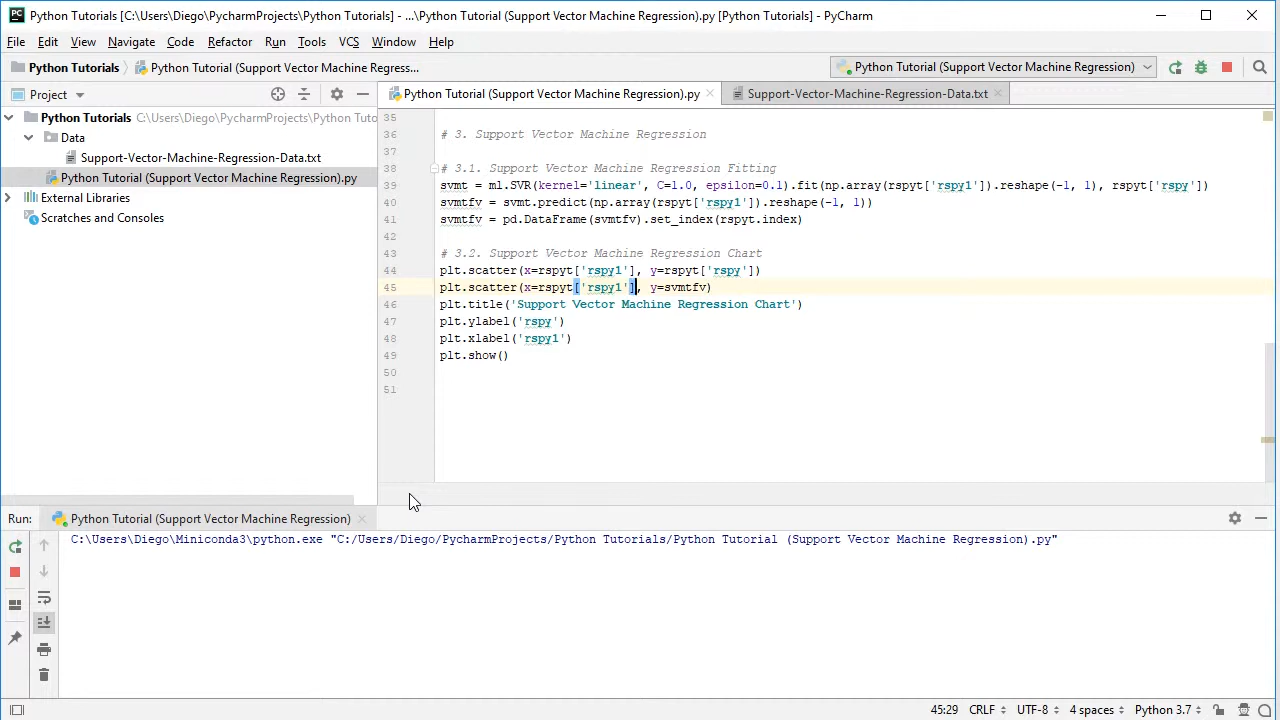 Python Tutorials [C:\Users\Diego\PycharmProjects\Python Tutorials] - ...\Python Tutorial (Support Vector Machine Regression).py [Python Tutorials] - PyCharm
File Edit View Navigate Code Refactor Run Tools VCS Window Help
Python Tutorials Python Tutorial (Support Vector Machine Regress... Python Tutorial (Support Vector Machine Regression)
Project Python Tutorial (Support Vector Machine Regression).py Support-Vector-Machine-Regression-Data.txt
Python Tutorials C:\Users\Diego\PycharmProjects\Python Tuto
Data
Support-Vector-Machine-Regression-Data.txt
Python Tutorial (Support Vector Machine Regression).py
External Libraries
Scratches and Consoles
35
36 # 3. Support Vector Machine Regression
37
38 # 3.1. Support Vector Machine Regression Fitting
39 svmt = ml.SVR(kernel='linear', C=1.0, epsilon=0.1).fit(np.array(rspyt['rspy1']).reshape(-1, 1), rspyt['rspy'])
40 svmtfv = svmt.predict(np.array(rspyt['rspy1']).reshape(-1, 1))
41 svmtfv = pd.DataFrame(svmtfv).set_index(rspyt.index)
42
43 # 3.2. Support Vector Machine Regression Chart
44 plt.scatter(x=rspyt['rspy1'], y=rspyt['rspy'])
45 plt.scatter(x=rspyt['rspy1'], y=svmtfv)
46 plt.title('Support Vector Machine Regression Chart')
47 plt.ylabel('rspy')
48 plt.xlabel('rspy1')
49 plt.show()
50
51
Run: Python Tutorial (Support Vector Machine Regression)
C:\Users\Diego\Miniconda3\python.exe "C:/Users/Diego/PycharmProjects/Python Tutorials/Python Tutorial (Support Vector Machine Regression).py"
45:29 CRLF UTF-8 4 spaces Python 3.7